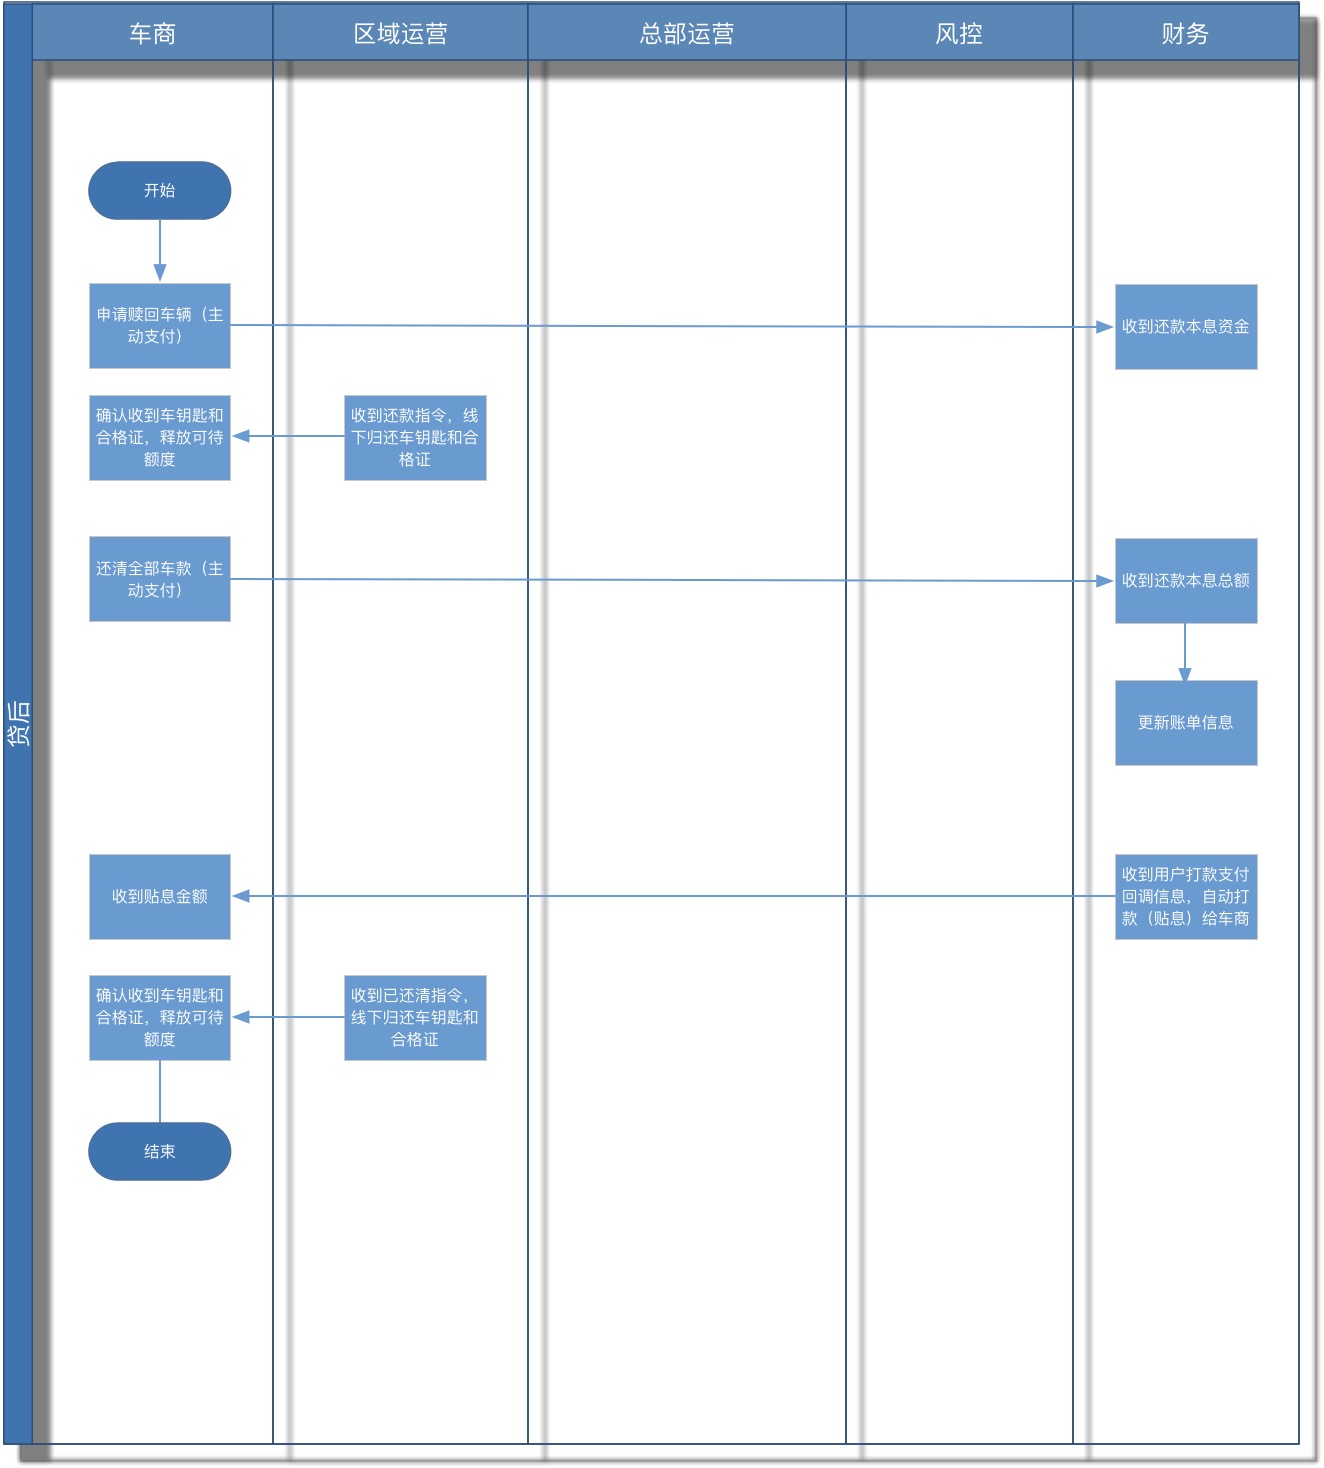 车商
区域运营
总部运营
风控
财务
贷后
开始
申请赎回车辆（主
动支付）
收到还款本息资金
确认收到车钥匙和
合格证，释放可待
额度
收到还款指令，线
下归还车钥匙和合
格证
还清全部车款（主
动支付）
收到还款本息总额
更新账单信息
收到贴息金额
收到用户打款支付
回调信息，自动打
款（贴息）给车商
确认收到车钥匙和
合格证，释放可待
额度
收到已还清指令，
线下归还车钥匙和
合格证
结束